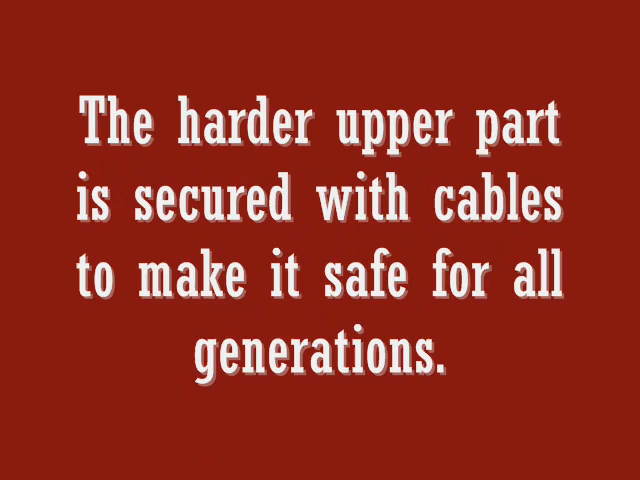 The harder upper part
is secured with cables
to make it safe for all
generations.